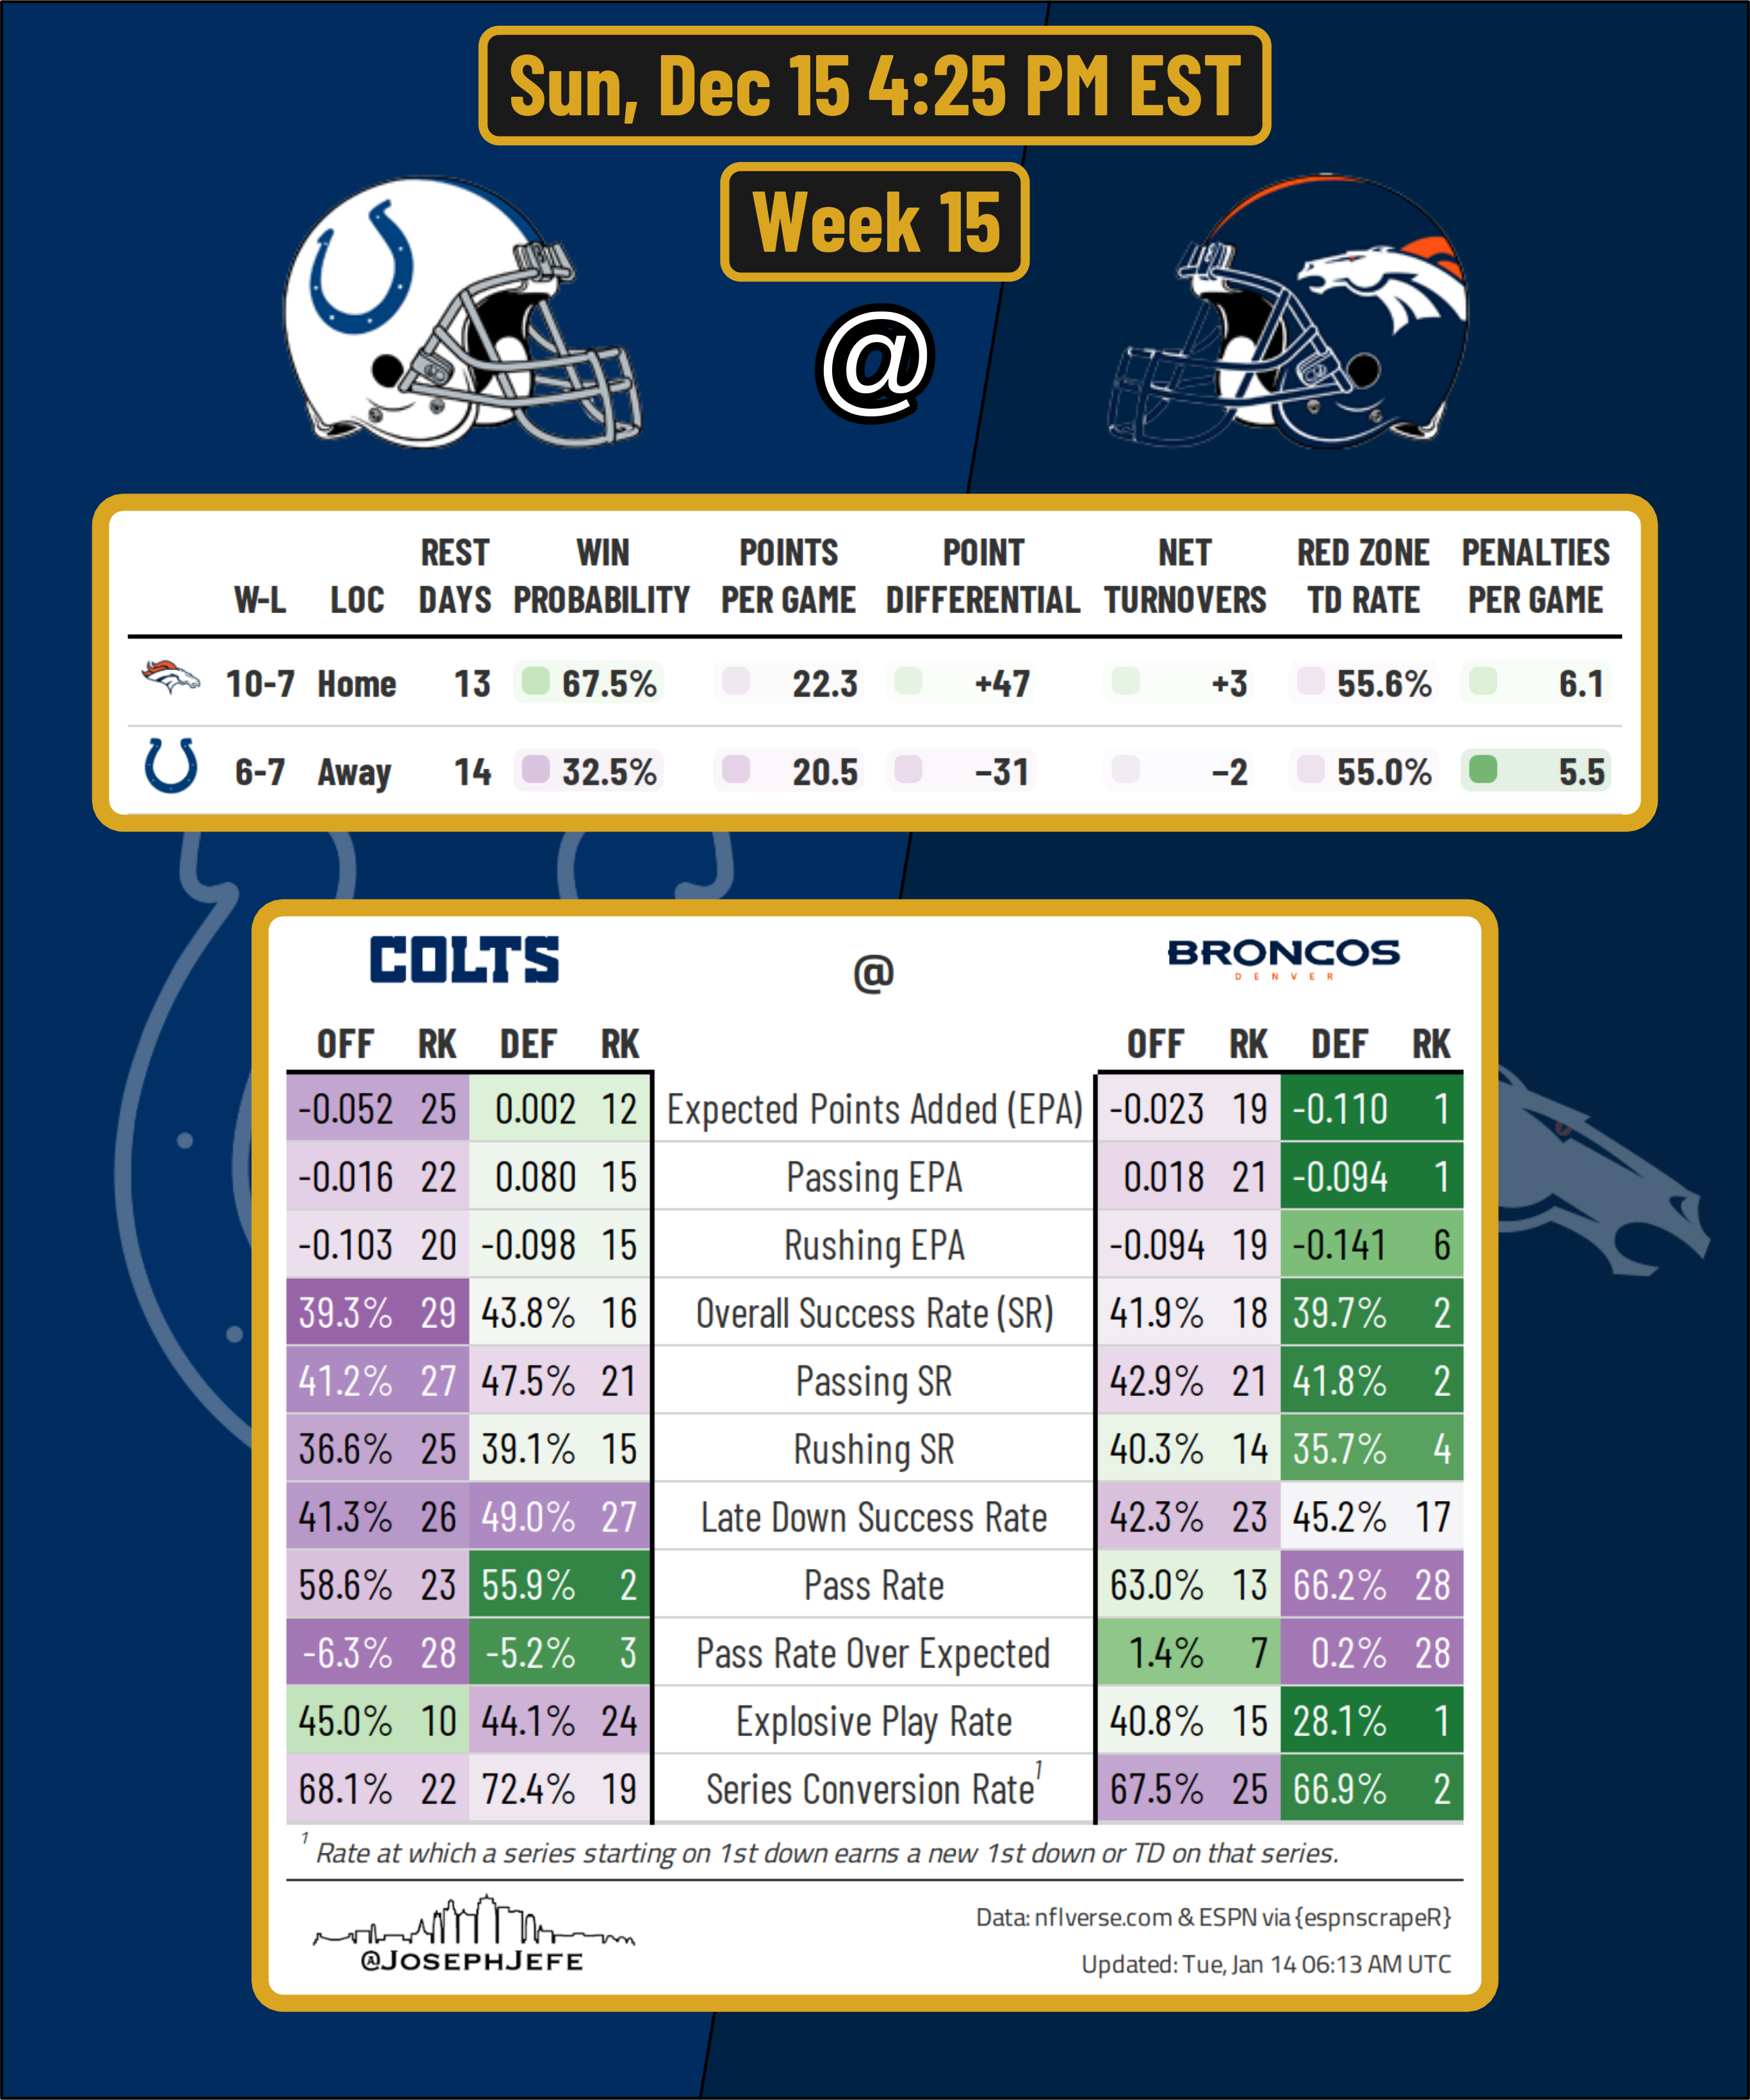 Sun, Dec 15 4:25 PM EST
Week 15
@
REST WIN POINTS POINT NET RED ZONE PENALTIES
W-L LOC DAYS PROBABILITY PER GAME DIFFERENTIAL TURNOVERS TD RATE PER GAME
10-7 Home 13 67.5% 22.3 +47 +3 55.6% 6.1
6-7 Away 14 32.5% 20.5 −31 −2 55.0% 5.5
COLTS @ BRONCOS
DENVER
OFF RK DEF RK OFF RK DEF RK
-0.052 25 0.002 12 Expected Points Added (EPA) -0.023 19 -0.110 1
-0.016 22 0.080 15 Passing EPA 0.018 21 -0.094 1
-0.103 20 -0.098 15 Rushing EPA -0.094 19 -0.141 6
39.3% 29 43.8% 16 Overall Success Rate (SR) 41.9% 18 39.7% 2
41.2% 27 47.5% 21 Passing SR 42.9% 21 41.8% 2
36.6% 25 39.1% 15 Rushing SR 40.3% 14 35.7% 4
41.3% 26 49.0% 27 Late Down Success Rate 42.3% 23 45.2% 17
58.6% 23 55.9% 2 Pass Rate 63.0% 13 66.2% 28
-6.3% 28 -5.2% 3 Pass Rate Over Expected 1.4% 7 0.2% 28
45.0% 10 44.1% 24 Explosive Play Rate 40.8% 15 28.1% 1
68.1% 22 72.4% 19 Series Conversion Rate1 67.5% 25 66.9% 2
1 Rate at which a series starting on 1st down earns a new 1st down or TD on that series.
Data: nflverse.com & ESPN via {espnscrapeR}
@JOSEPHJEFE
Updated: Tue, Jan 14 06:13 AM UTC